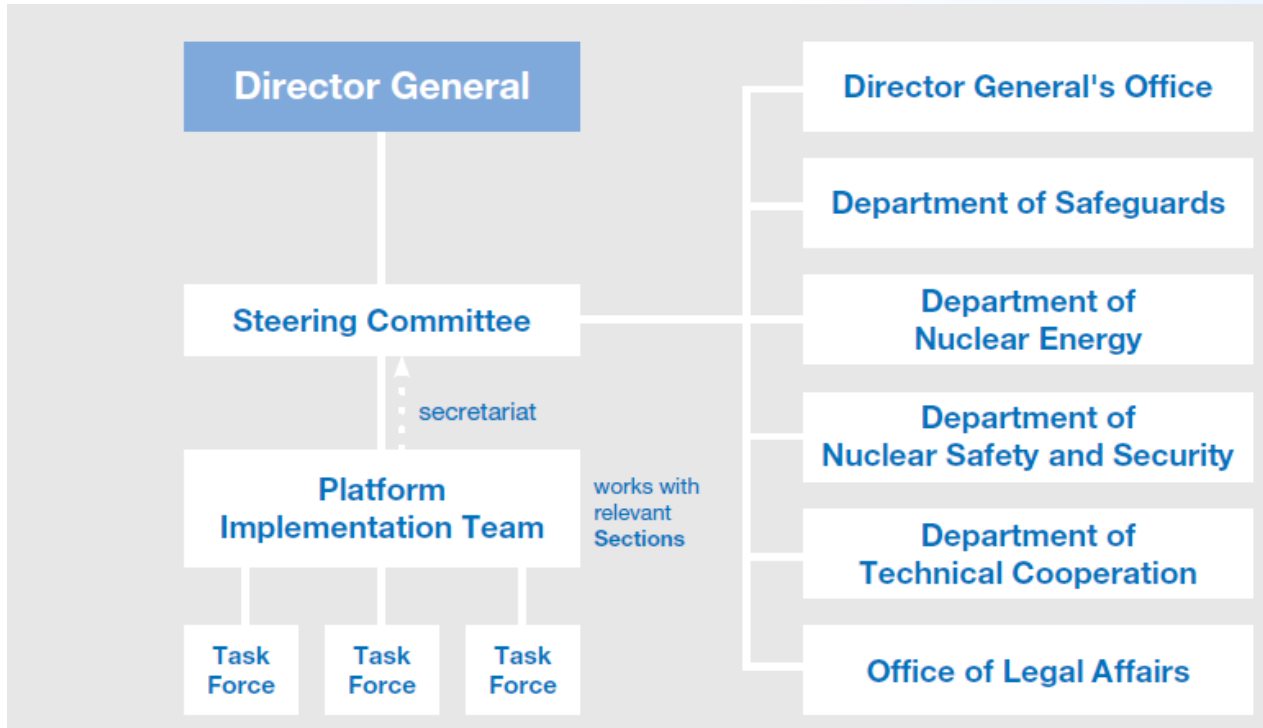 Director General
Steering Committee
secretariat
Platform
Implementation Team
works with
relevant
Sections
Task
Force
Task
Force
Task
Force
Director General's Office
Department of Safeguards
Department of
Nuclear Energy
Department of
Nuclear Safety and Security
Department of
Technical Cooperation
Office of Legal Affairs